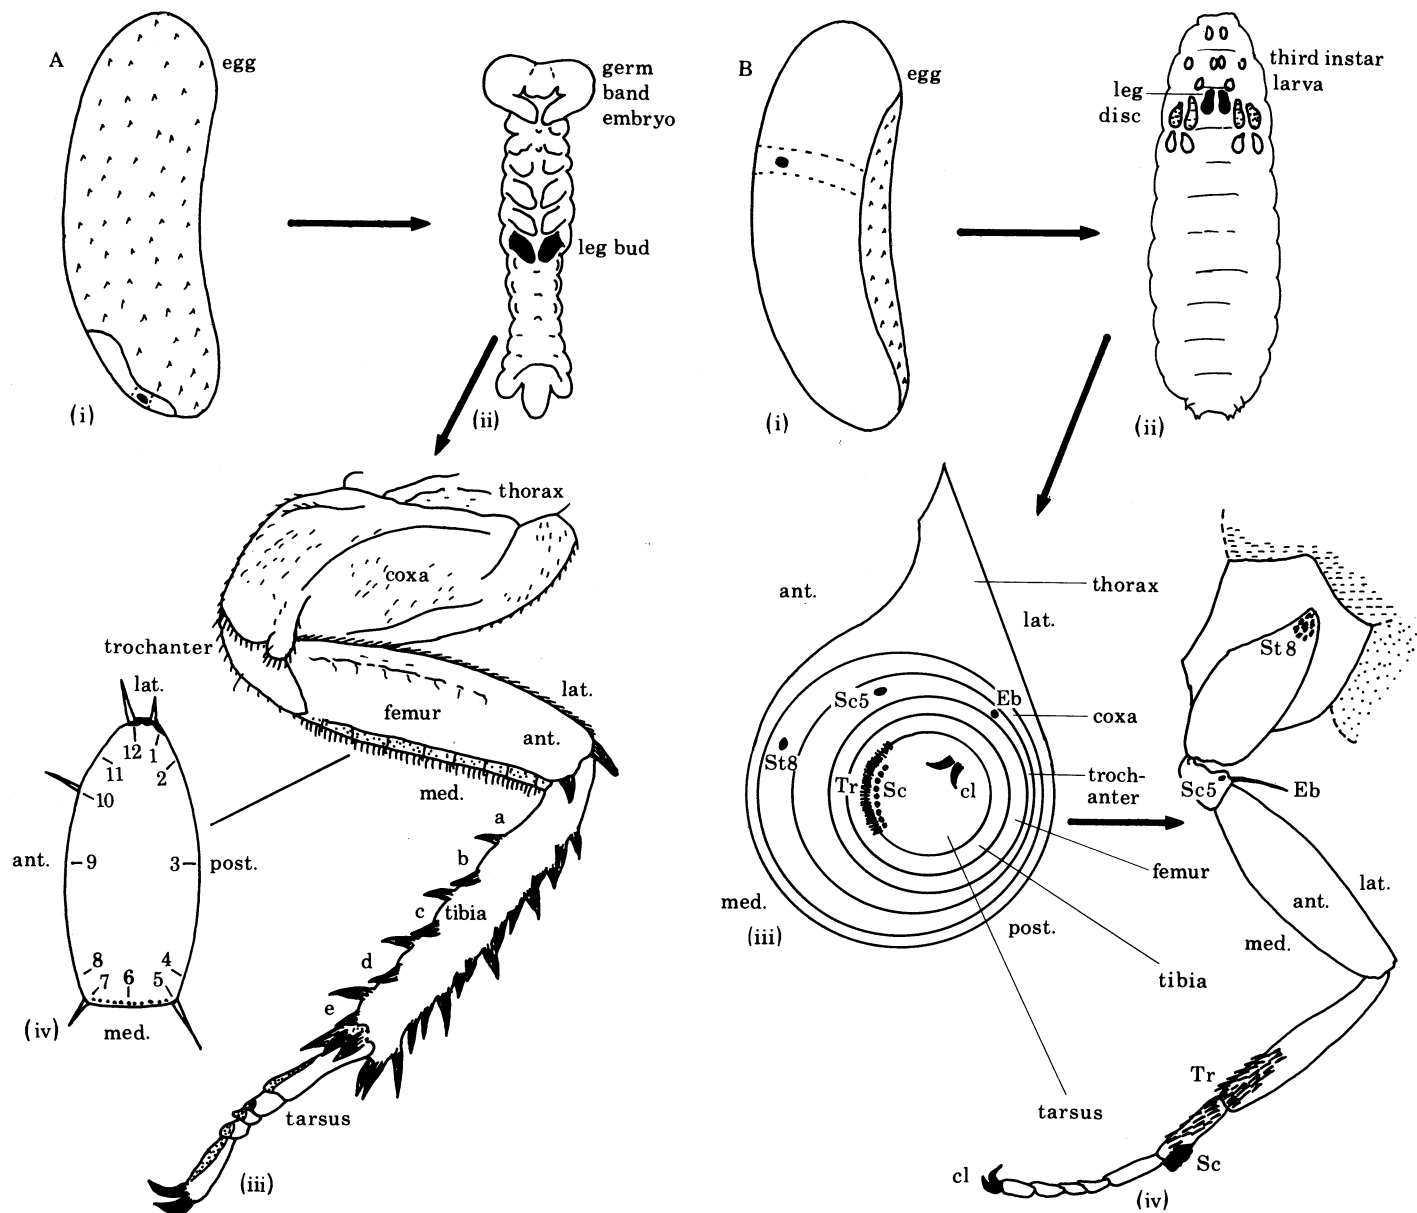 A
egg
germ
band
embryo
leg bud
(i)
(ii)
thorax
coxa
trochanter
lat.
lat.
femur
ant.
med.
12 1
11 2
10
ant.
9
3
post.
8 4
7 6 5
med.
(iv)
a
b
c
tibia
d
e
tarsus
(iii)
B
egg
third instar
larva
leg
disc
(i)
(ii)
ant.
thorax
lat.
St8
Sc5
Eb
coxa
St8
Tr
Sc
cl
troch-
anter
Sc5
Eb
femur
med.
(iii)
post.
ant.
lat.
med.
tibia
tarsus
Tr
Sc
cl
(iv)